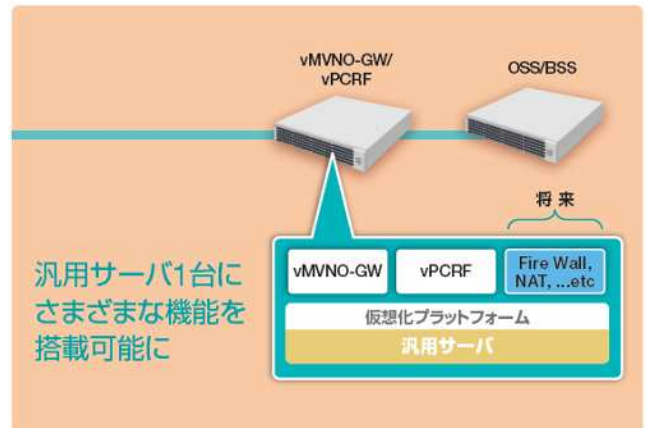 vMVNO-GW/
vPCRF
OSS/BSS
将来
汎用サーバ1台に
さまざまな機能を
搭載可能に
vMVNO-GW
vPCRF
Fire Wall,
NAT, ...etc
仮想化プラットフォーム
汎用サーバ